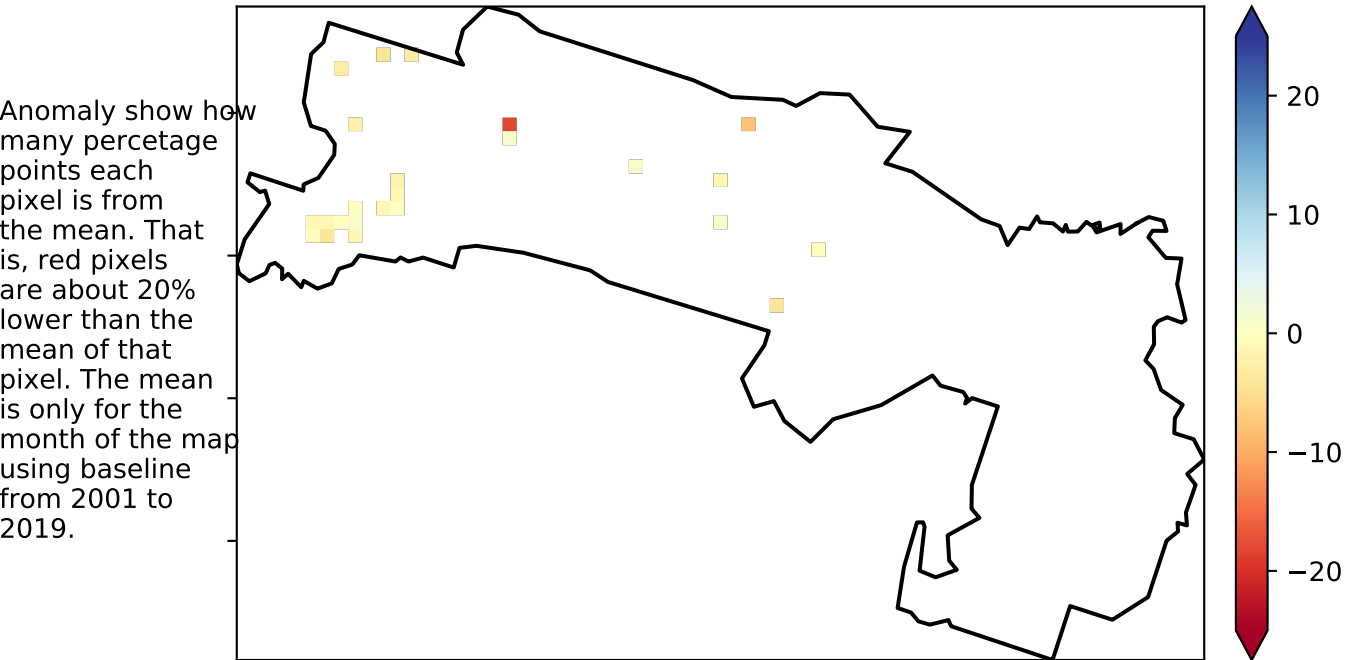 Anomaly show how
many percetage
points each
pixel is from
the mean. That
is, red pixels
are about 20%
lower than the
mean of that
pixel. The mean
is only for the
month of the map
using baseline
from 2001 to
2019.
20
10
0
−10
−20